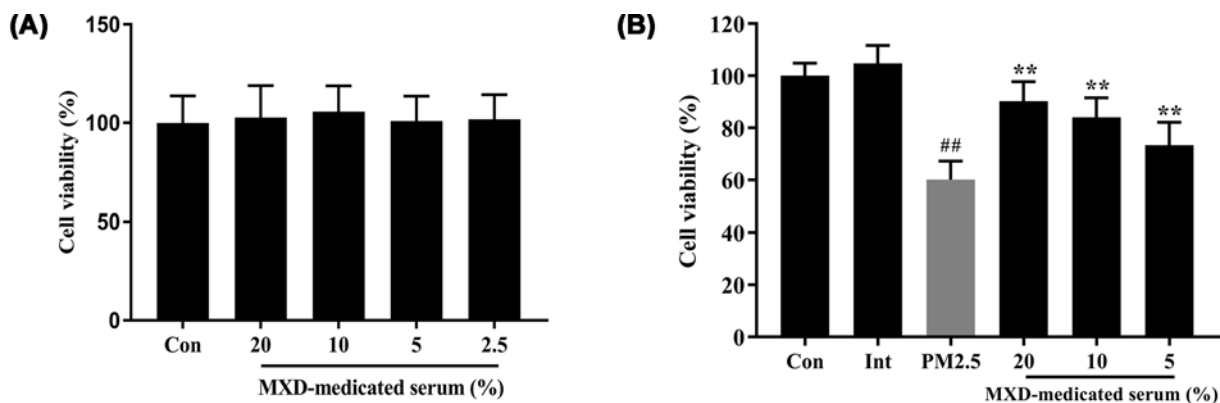 (A)
Cell viability (%)
150
100
50
0
Con 20 10 5 2.5
MXD-medicated serum (%)
(B)
Cell viability (%)
120
100
80
60
40
20
0
##
** ** **
Con Int PM2.5 20 10 5
MXD-medicated serum (%)